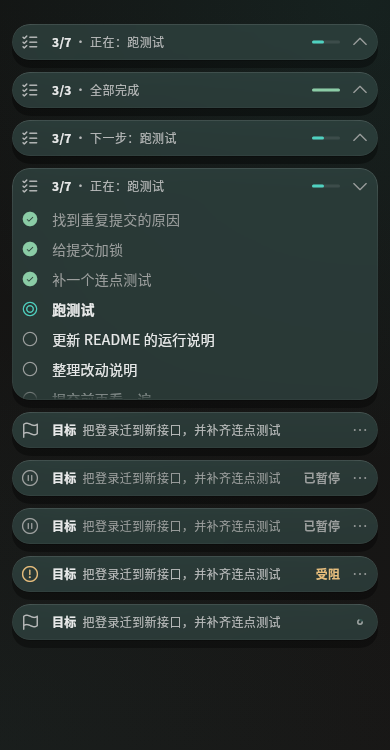 3/7 · 正在：跑测试
3/3 · 全部完成
3/7 · 下一步：跑测试
3/7 · 正在：跑测试
找到重复提交的原因
给提交加锁
补一个连点测试
跑测试
更新 README 的运行说明
整理改动说明
目标 把登录迁到新接口，并补齐连点测试
目标 把登录迁到新接口，并补齐连点测试 已暂停
目标 把登录迁到新接口，并补齐连点测试 已暂停
目标 把登录迁到新接口，并补齐连点测试 受阻
目标 把登录迁到新接口，并补齐连点测试